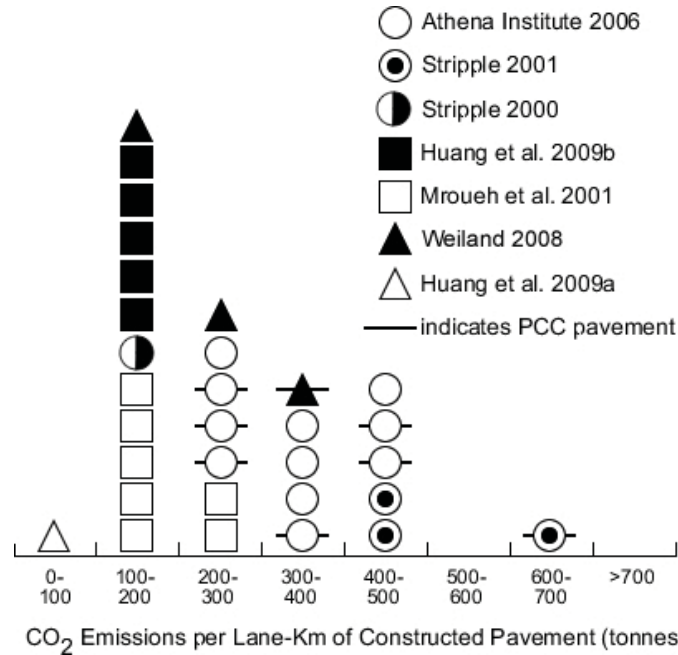 Athena Institute 2006
Stripple 2001
Stripple 2000
Huang et al. 2009b
Mroueh et al. 2001
Weiland 2008
Huang et al. 2009a
indicates PCC pavement
0-
100
100-
200
200-
300
300-
400
400-
500
500-
600
600-
700
>700
CO2 Emissions per Lane-Km of Constructed Pavement (tonnes